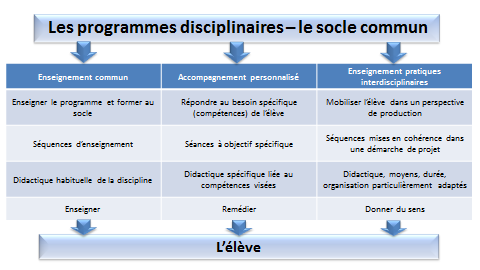 Les programmes disciplinaires – le socle commun
Enseignement commun
Accompagnement personnalisé
Enseignement pratiques
interdisciplinaires
Enseigner le programme et former au
socle
Répondre au besoin spécifique
(compétences) de l'élève
Mobiliser l'élève dans un perspective
de production
Séquences d'enseignement
Séances à objectif spécifique
Séquences mises en cohérence dans
une démarche de projet
Didactique habituelle de la discipline
Didactique spécifique liée au
compétences visées
Didactique, moyens, durée,
organisation particulièrement adaptés
Enseigner
Remédier
Donner du sens
L'élève